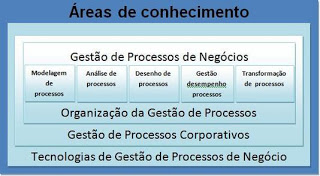 Áreas de conhecimento
Gestão de Processos de Negócios
Modelagem de processos
Análise de processos
Desenho de processos
Gestão desempenho processos
Transformação de processos
Organização da Gestão de Processos
Gestão de Processos Corporativos
Tecnologias de Gestão de Processos de Negócio